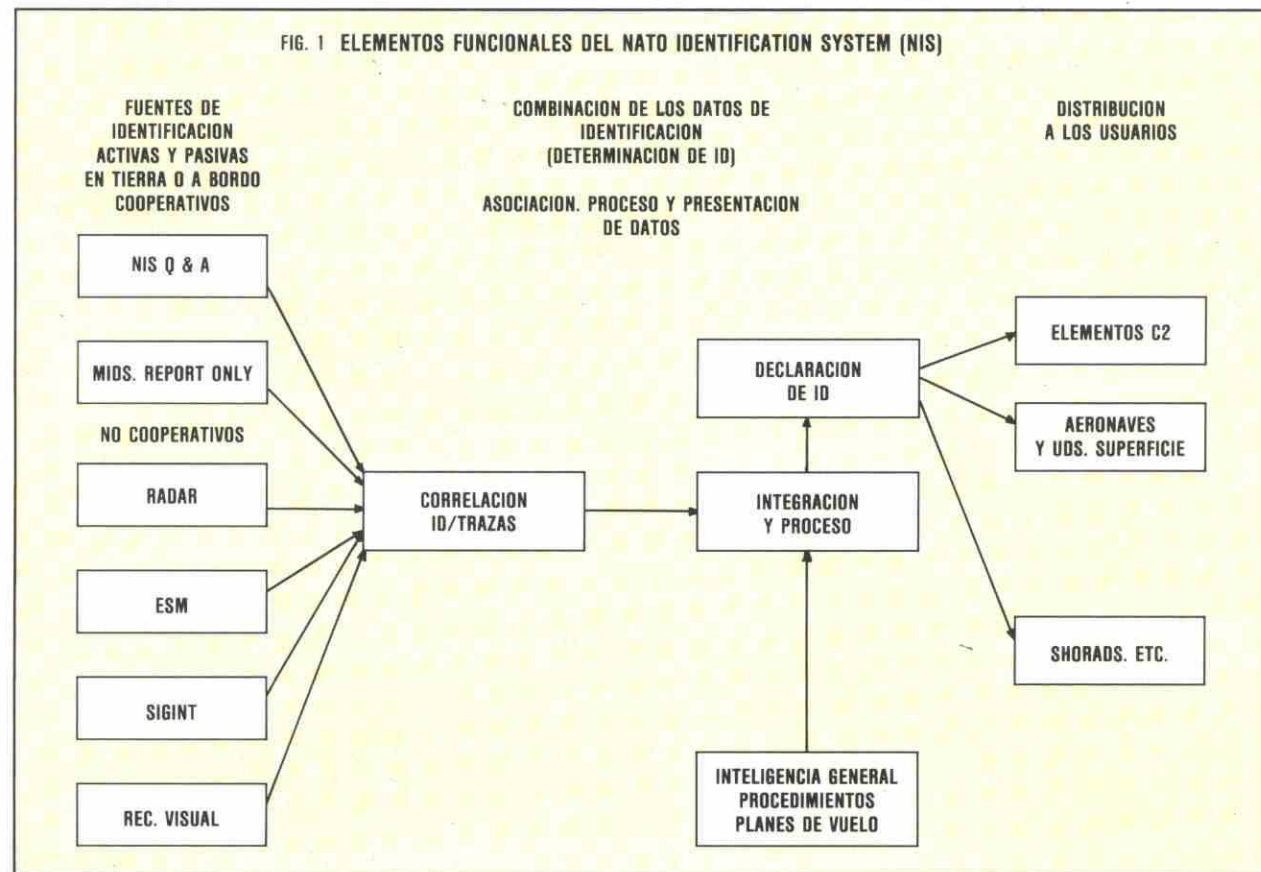 FIG. 1 ELEMENTOS FUNCIONALES DEL NATO IDENTIFICATION SYSTEM (NIS)
FUENTES DE
IDENTIFICACION
ACTIVAS Y PASIVAS
EN TIERRA O A BORDO
COOPERATIVOS
NIS Q & A
MIDS. REPORT ONLY
NO COOPERATIVOS
RADAR
ESM
SIGINT
REC. VISUAL
COMBINACION DE LOS DATOS DE
IDENTIFICACION
(DETERMINACION DE ID)
ASOCIACION. PROCESO Y PRESENTACION
DE DATOS
CORRELACION
ID/TRAZAS
DECLARACION
DE ID
INTEGRACION
Y PROCESO
INTELIGENCIA GENERAL
PROCEDIMIENTOS
PLANES DE VUELO
DISTRIBUCION
A LOS USUARIOS
ELEMENTOS C2
AERONAVES
Y UDS. SUPERFICIE
SHORADS. ETC.